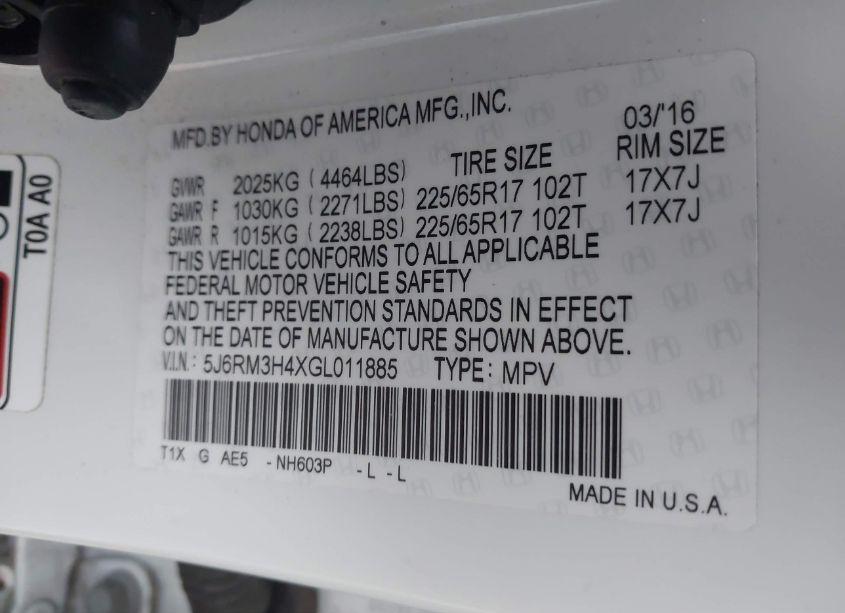 MFD.BY HONDA OF AMERICA MFG.,INC. 03/'16
TIRE SIZE RIM SIZE
GVWR 2025KG ( 4464LBS)
GAWR F 1030KG ( 2271LBS) 225/65R17 102T 17X7J
GAWR R 1015KG ( 2238LBS) 225/65R17 102T 17X7J
THIS VEHICLE CONFORMS TO ALL APPLICABLE
FEDERAL MOTOR VEHICLE SAFETY
AND THEFT PREVENTION STANDARDS IN EFFECT
ON THE DATE OF MANUFACTURE SHOWN ABOVE.
V.I.N.: 5J6RM3H4XGL011885 TYPE: MPV
T1X G AE5 -NH603P -L -L
MADE IN U.S.A.
T0A A0